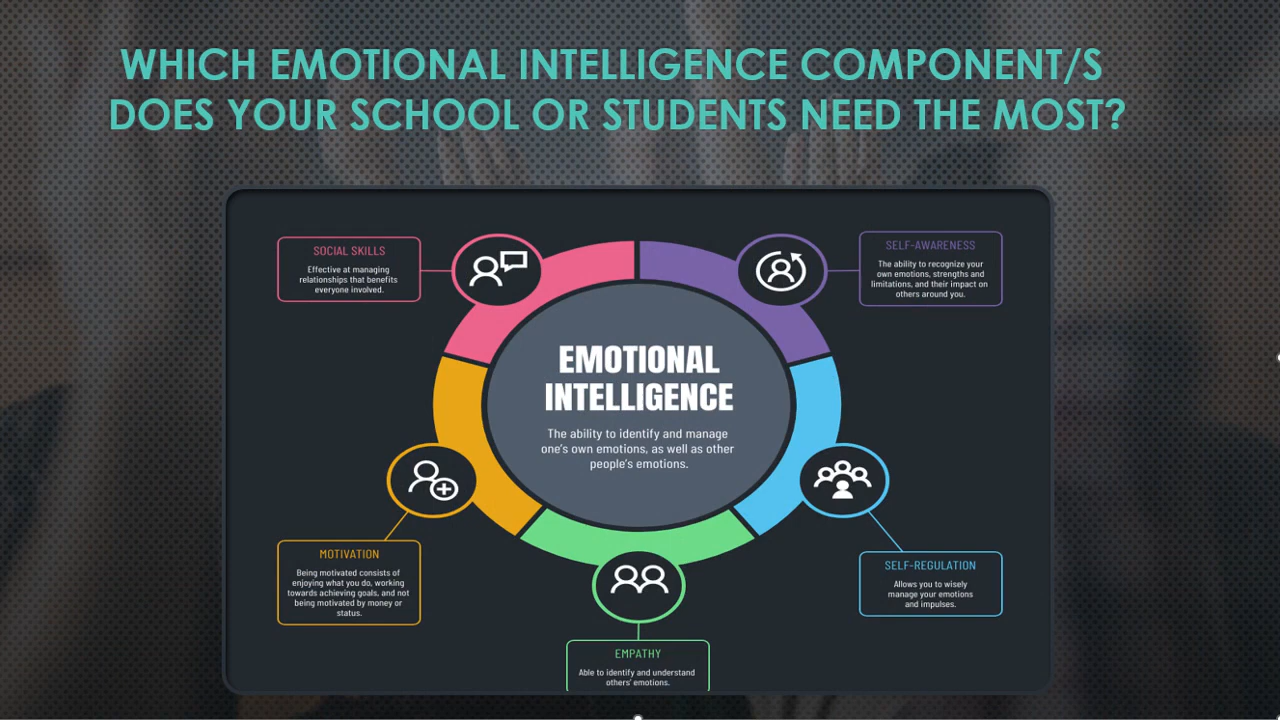 WHICH EMOTIONAL INTELLIGENCE COMPONENT/S
DOES YOUR SCHOOL OR STUDENTS NEED THE MOST?
SOCIAL SKILLS
Effective at managing
relationships that benefits
everyone involved.
SELF-AWARENESS
The ability to recognize your
own emotions, strengths and
limitations, and their impact on
others around you.
EMOTIONAL
INTELLIGENCE
The ability to identify and manage
one's own emotions, as well as other
people's emotions.
MOTIVATION
Being motivated consists of
enjoying what you do, working
towards achieving goals, and not
being motivated by money or
status.
SELF-REGULATION
Allows you to wisely
manage your emotions
and impulses.
EMPATHY
Able to identify and understand
others' emotions.